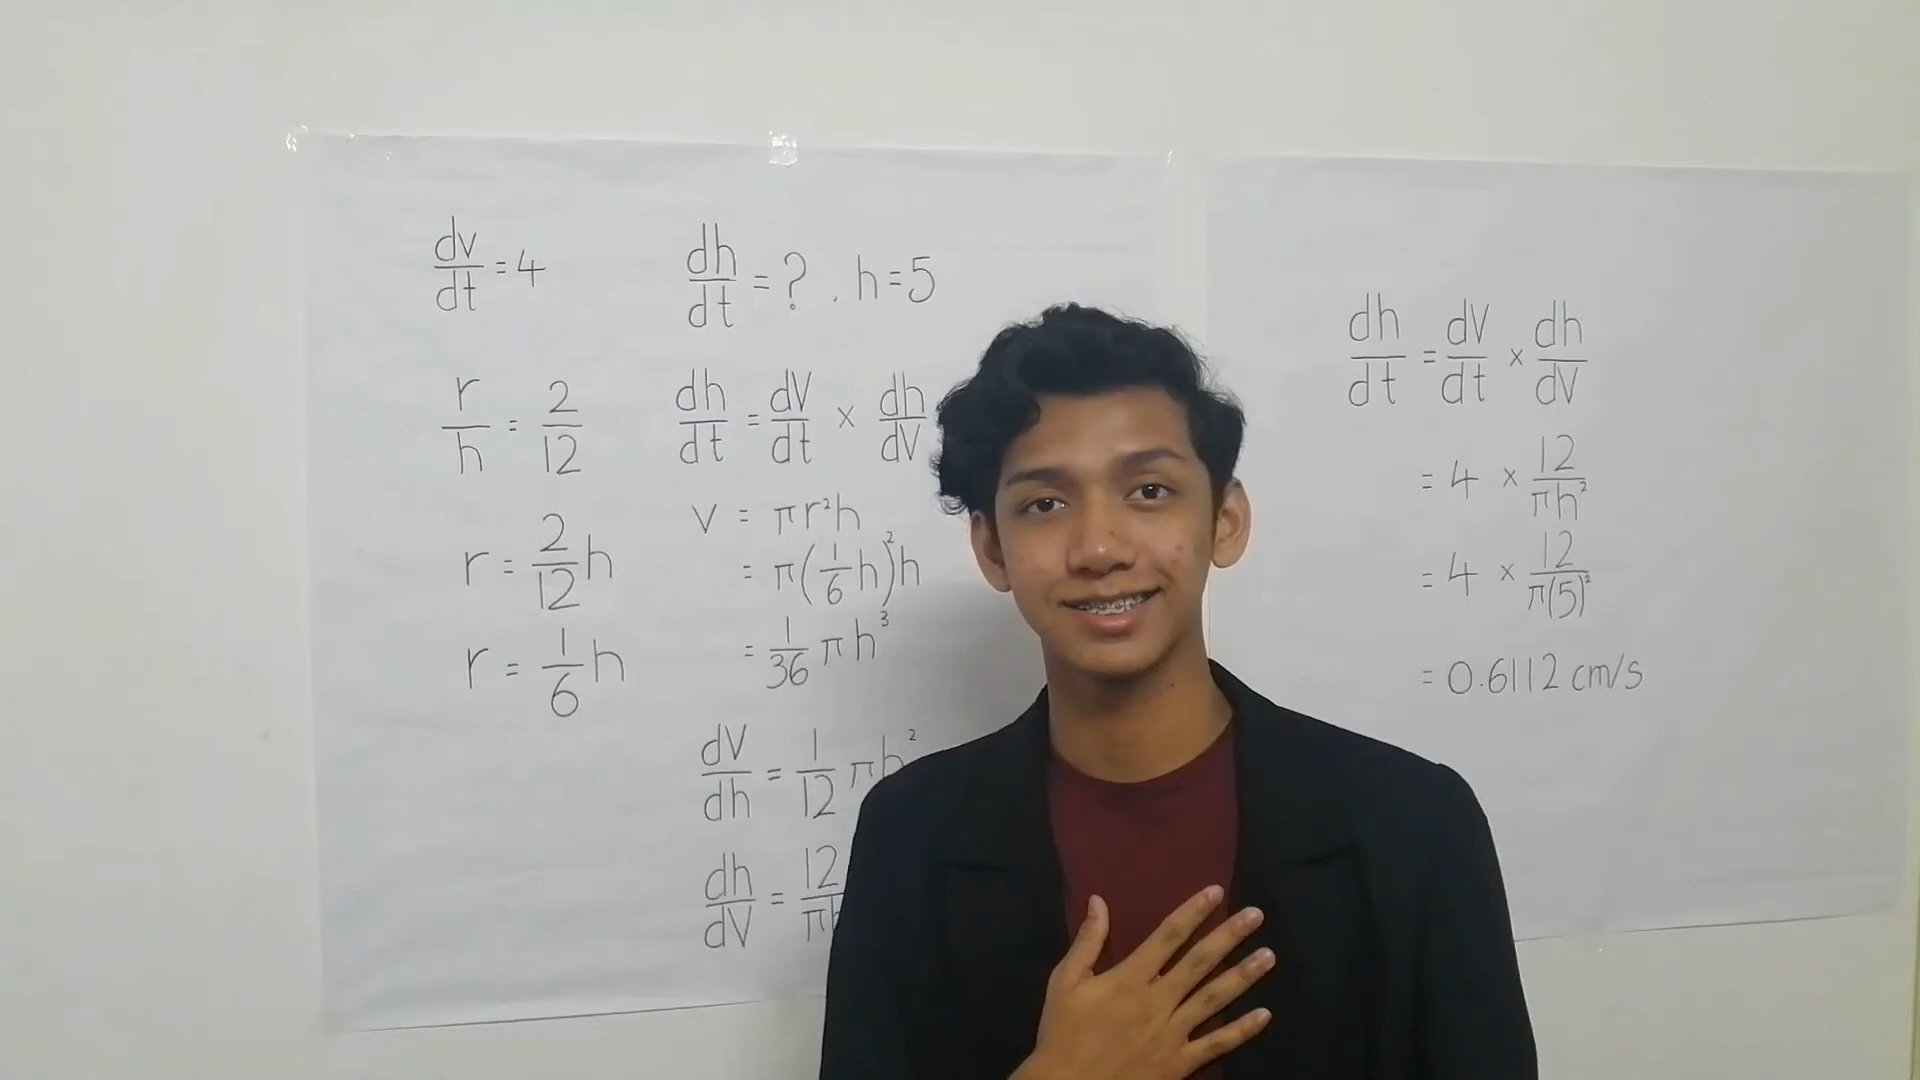 dv/dt = 4
r/h = 2/12
r = 2/12 h
r = 1/6 h
dh/dt = ? . h = 5
dh/dt = dV/dt × dh/dV
V = πr²h
= π(1/6 h)² h
= 1/36 πh³
dV/dh = 1/12 πh²
dh/dV = 12/πh
dh/dt = dV/dt × dh/dV
= 4 × 12/πh²
= 4 × 12/π(5)²
= 0.6112 cm/s